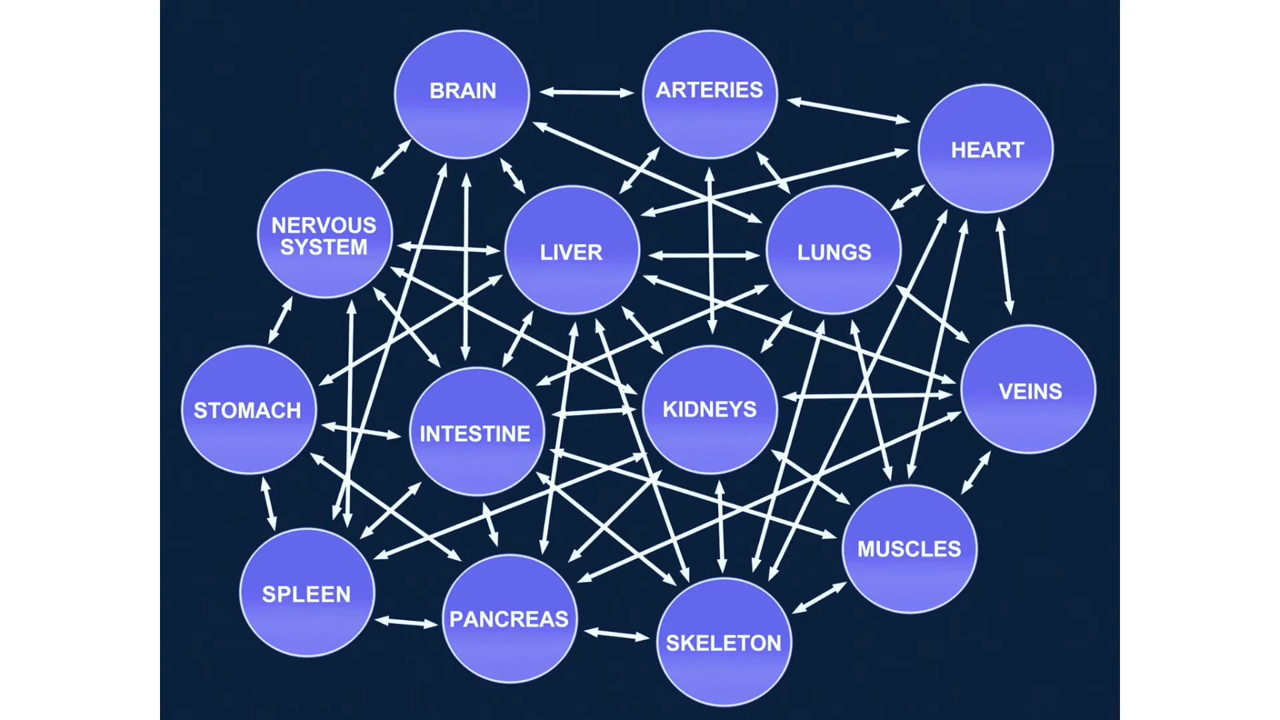 BRAIN
ARTERIES
HEART
NERVOUS
SYSTEM
LIVER
LUNGS
STOMACH
INTESTINE
KIDNEYS
VEINS
SPLEEN
PANCREAS
SKELETON
MUSCLES